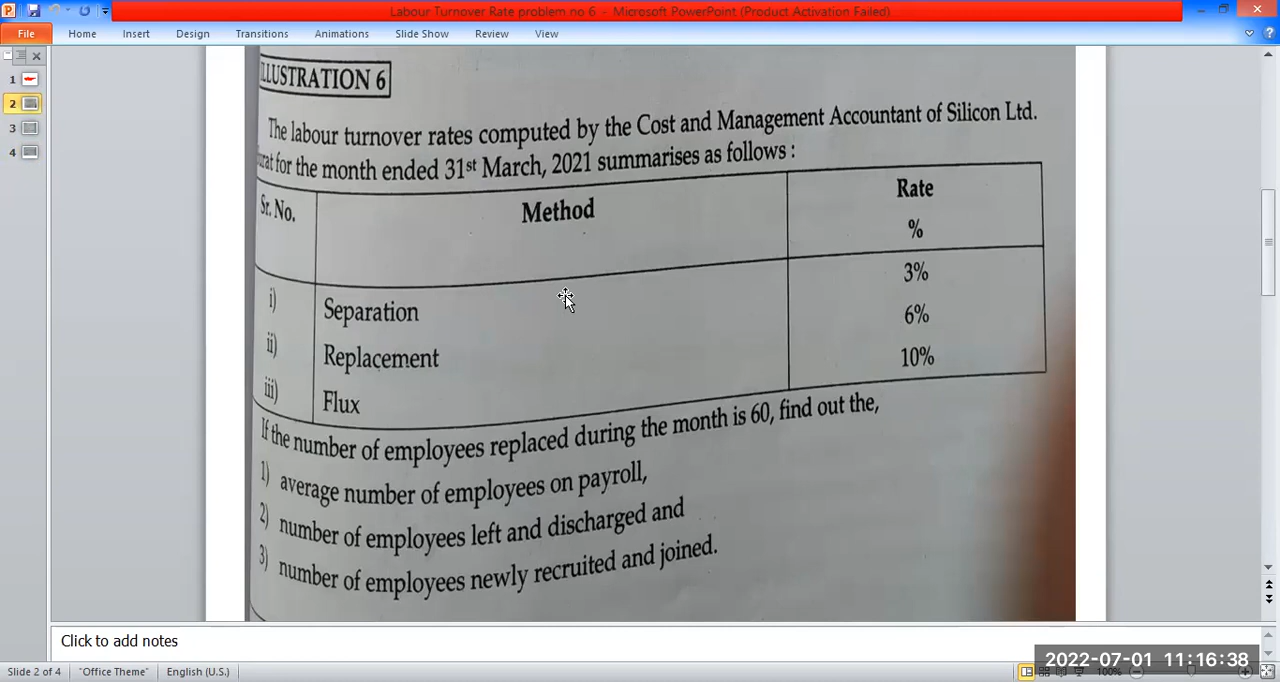 Labour Turnover Rate problem no 6 - Microsoft PowerPoint (Product Activation Failed)
File Home Insert Design Transitions Animations Slide Show Review View
1
2
3
4
ILLUSTRATION 6
The labour turnover rates computed by the Cost and Management Accountant of Silicon Ltd.
for the month ended 31st March, 2021 summarises as follows :
Sr. No. Method Rate
%
i) Separation 3%
ii) Replacement 6%
iii) Flux 10%
If the number of employees replaced during the month is 60, find out the,
1) average number of employees on payroll,
2) number of employees left and discharged and
3) number of employees newly recruited and joined.
Click to add notes
2022-07-01 11:16:38
Slide 2 of 4 "Office Theme" English (U.S.) 100%